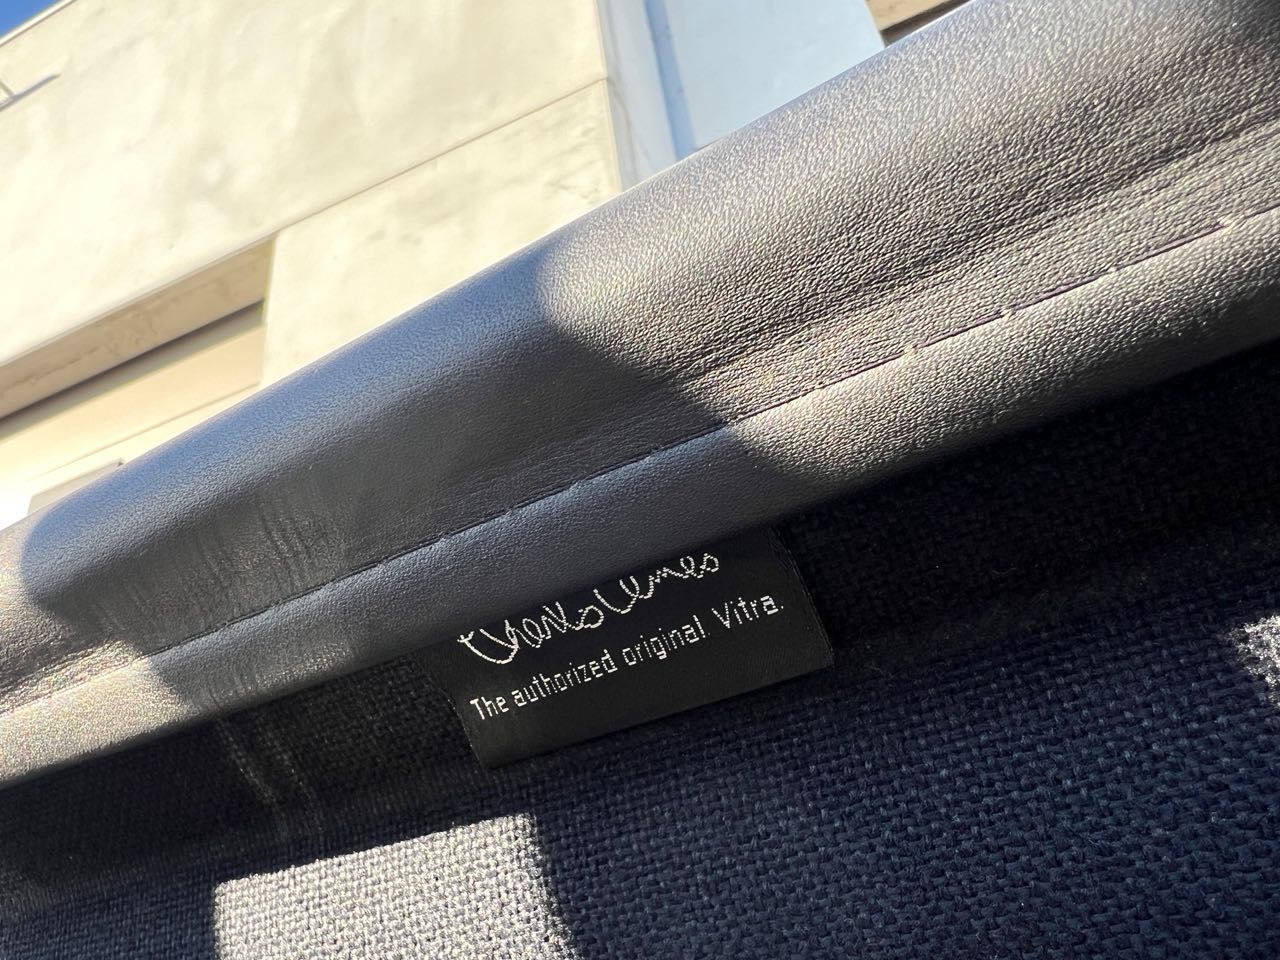 Charles Eames
The authorized original. Vitra.